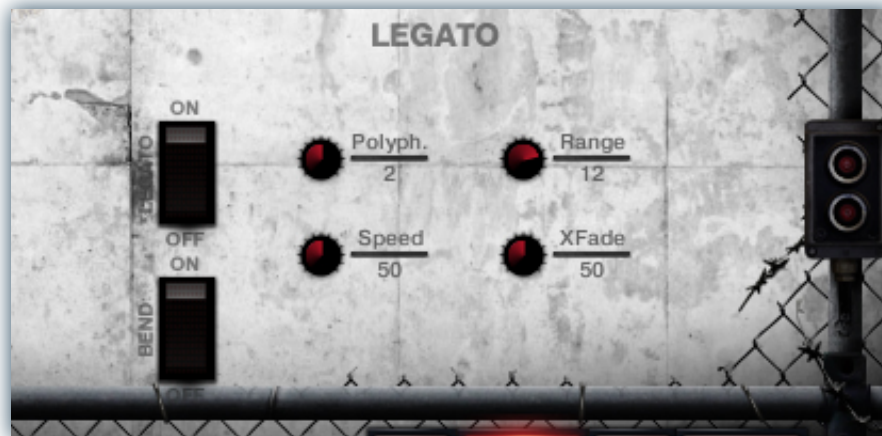 LEGATO
ON
LEGATO
OFF
Polyph.
2
Range
12
Speed
50
XFade
50
ON
BEND
OFF